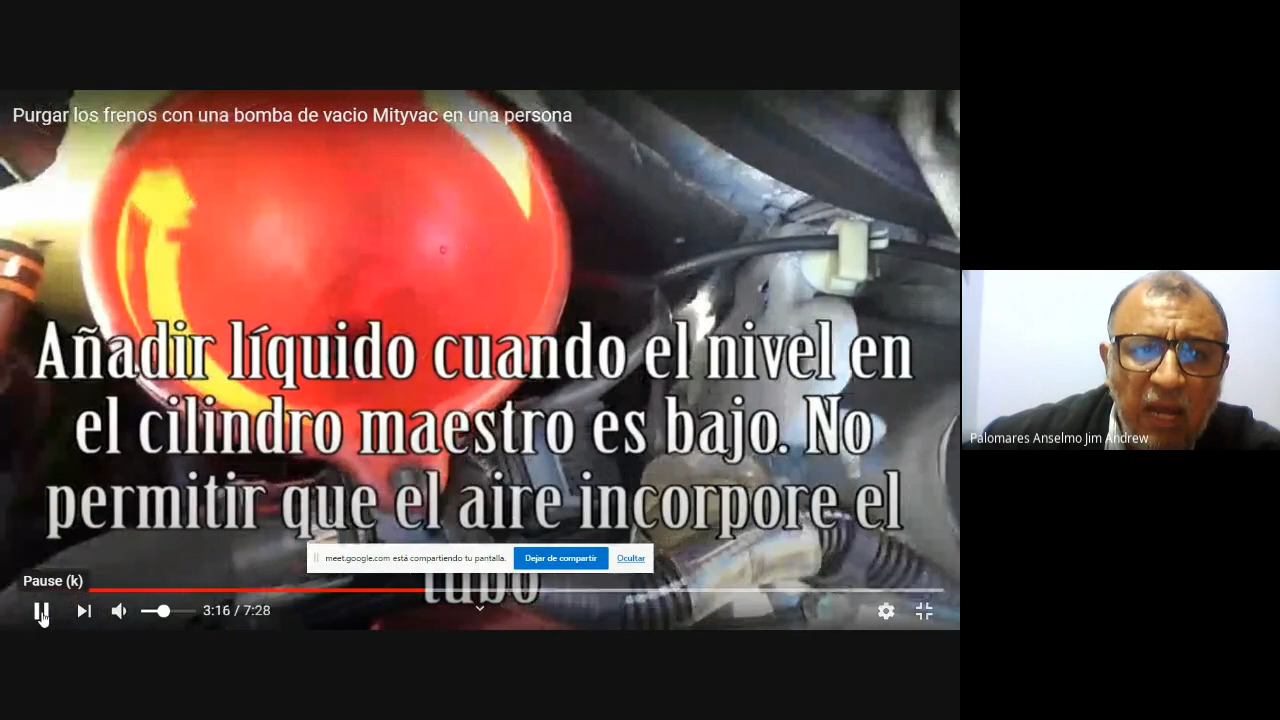 Purgar los frenos con una bomba de vacio Mityvac en una persona
Añadir líquido cuando el nivel en
el cilindro maestro es bajo. No
permitir que el aire incorpore el
tubo
meet.google.com está compartiendo tu pantalla.
Dejar de compartir
Ocultar
Pause (k)
3:16 / 7:28
Palomares Anselmo Jim Andrew